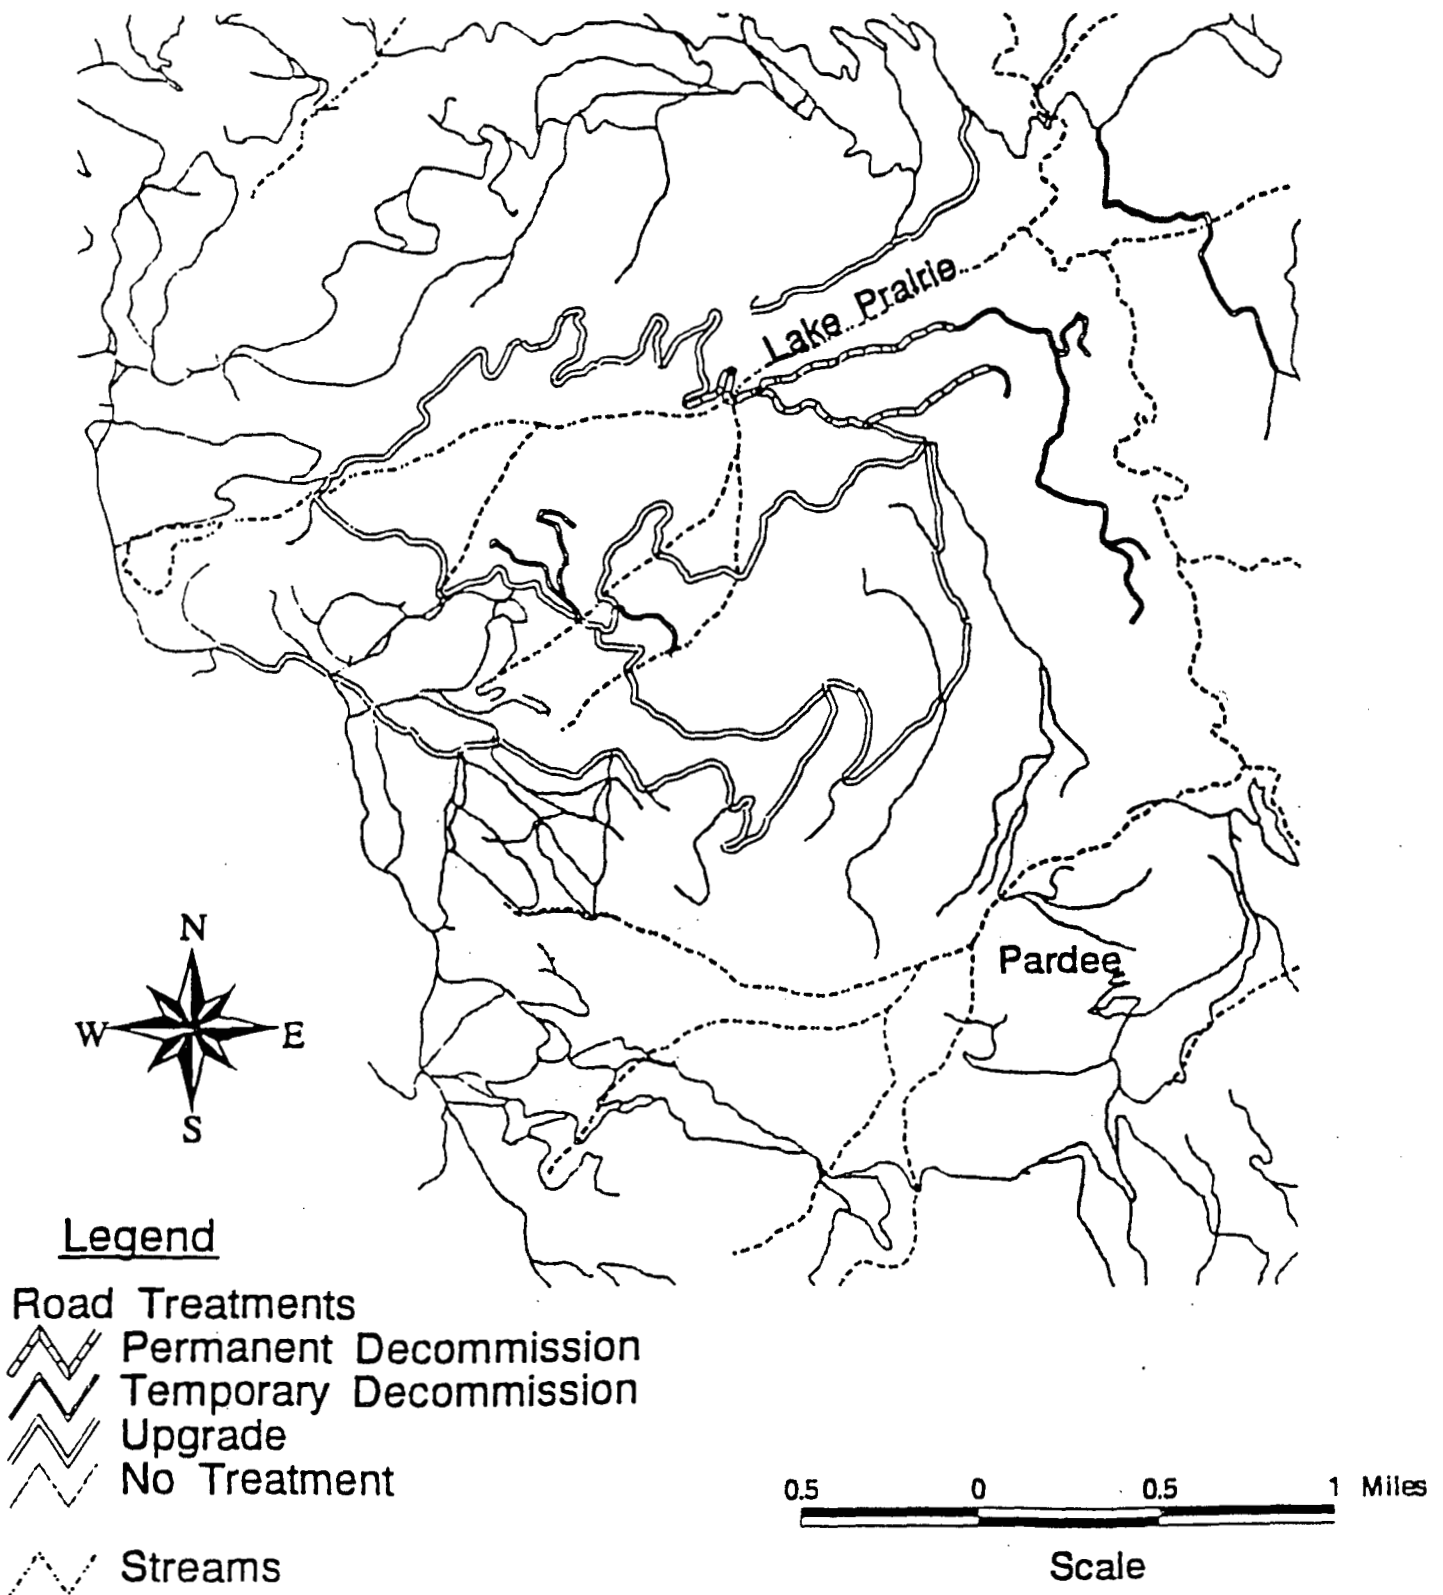 Lake Prairie
Pardee
N
W E
S
Legend
Road Treatments
Permanent Decommission
Temporary Decommission
Upgrade
No Treatment
Streams
0.5 0 0.5 1 Miles
Scale